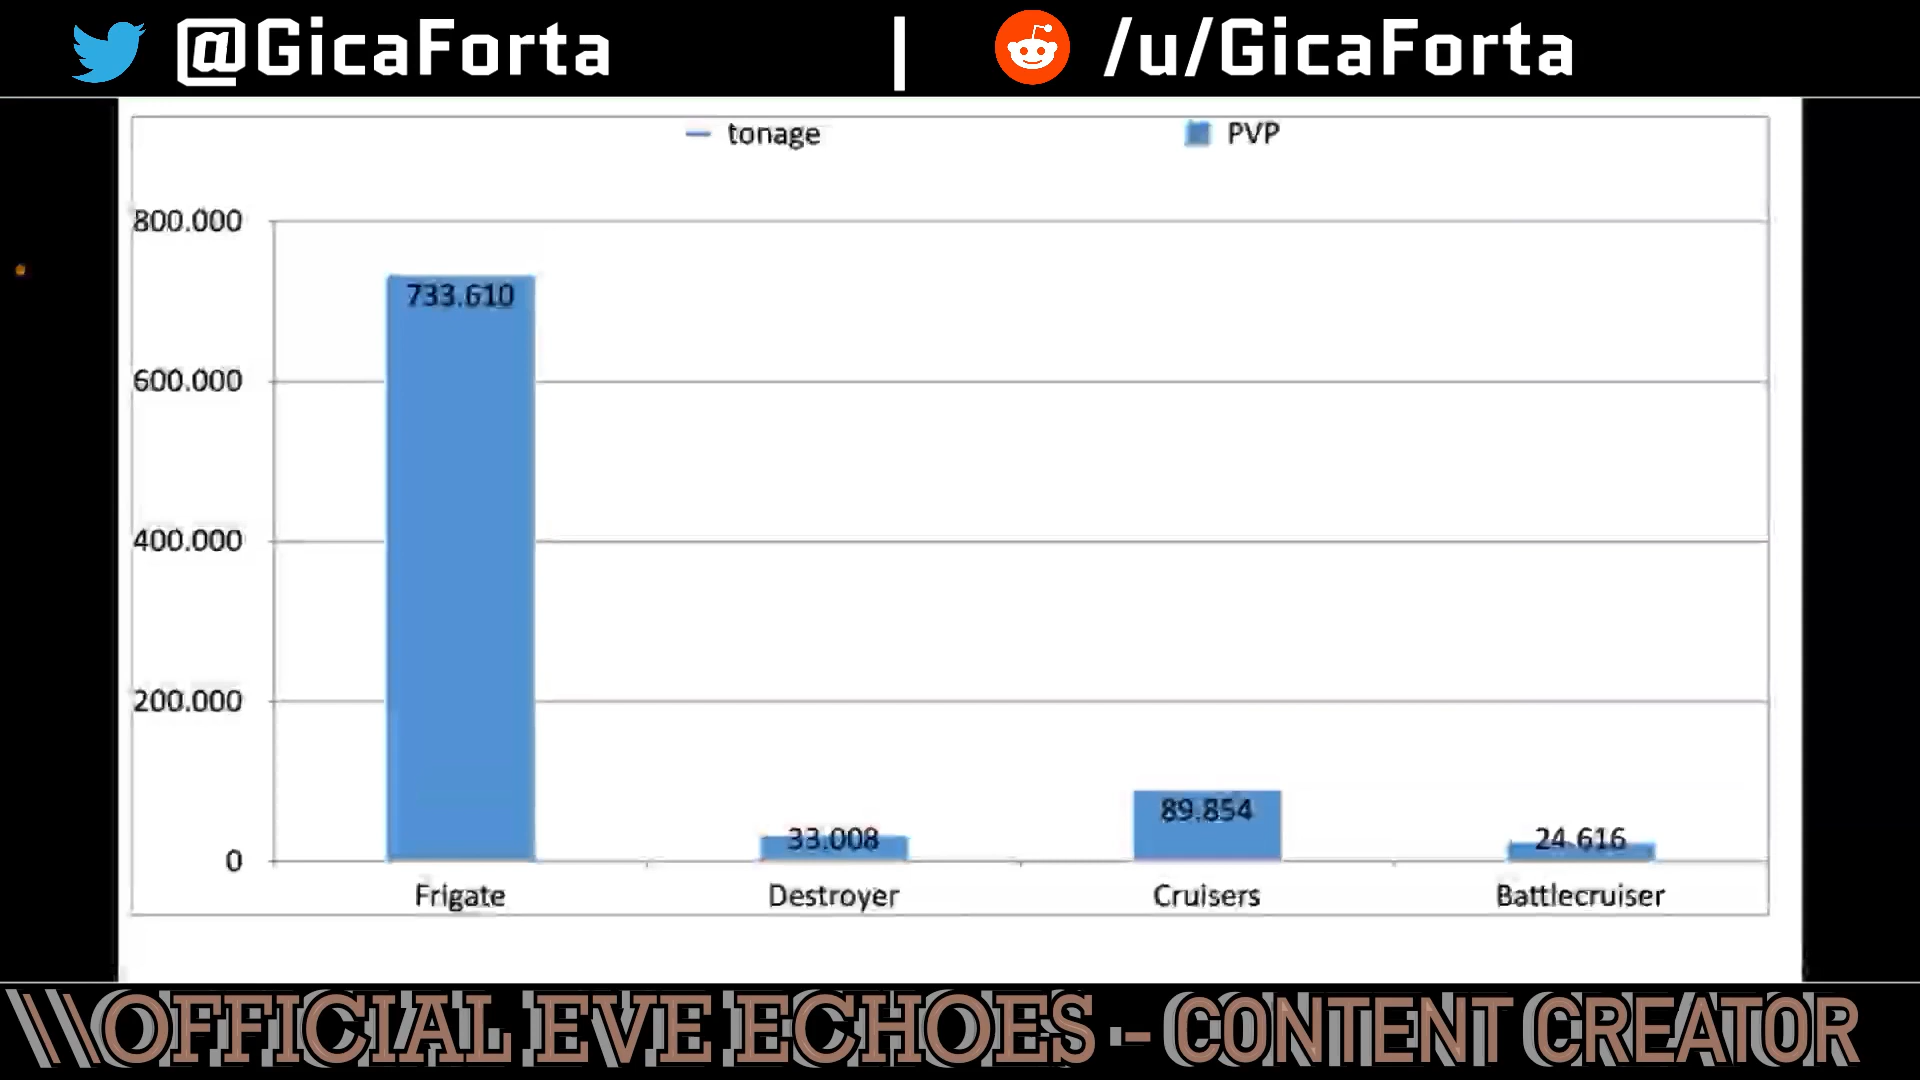 @GicaForta | /u/GicaForta
tonage PVP
800.000
733.610
600.000
400.000
200.000
89.854
33.008 24.616
0
Frigate Destroyer Cruisers Battlecruiser
\\OFFICIAL EVE ECHOES - CONTENT CREATOR